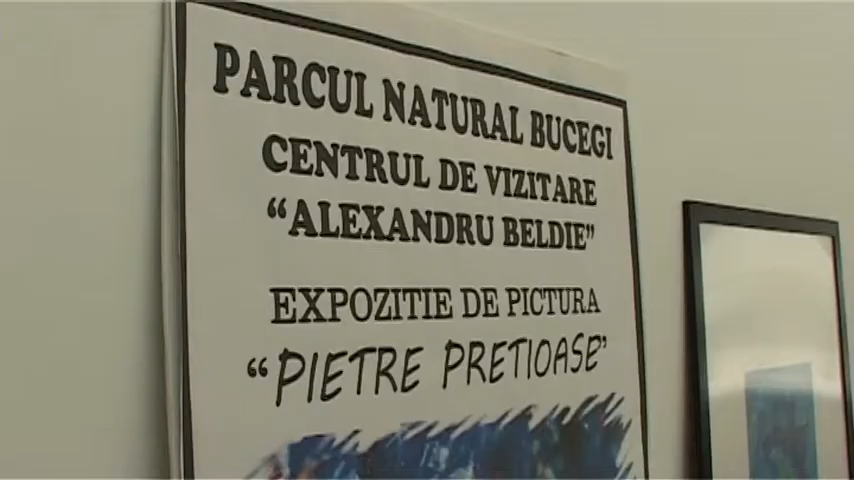 PARCUL NATURAL BUCEGI
CENTRUL DE VIZITARE
“ALEXANDRU BELDIE”
EXPOZITIE DE PICTURA
“PIETRE PRETIOASE”